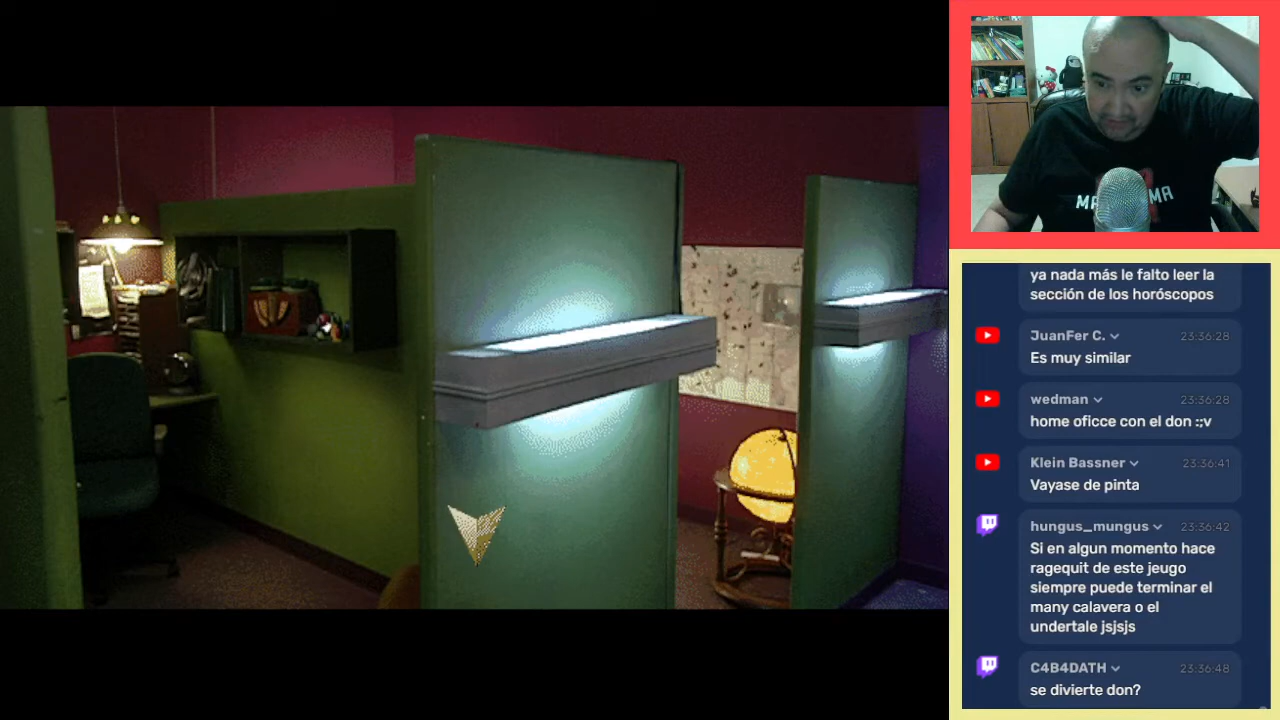 ya nada más le falto leer la
sección de los horóscopos
JuanFer C. 23:36:28
Es muy similar
wedman 23:36:28
home oficce con el don :;v
Klein Bassner 23:36:41
Vayase de pinta
hungus_mungus 23:36:42
Si en algun momento hace
ragequit de este jeugo
siempre puede terminar el
many calavera o el
undertale jsjsjs
C4B4DATH 23:36:48
se divierte don?